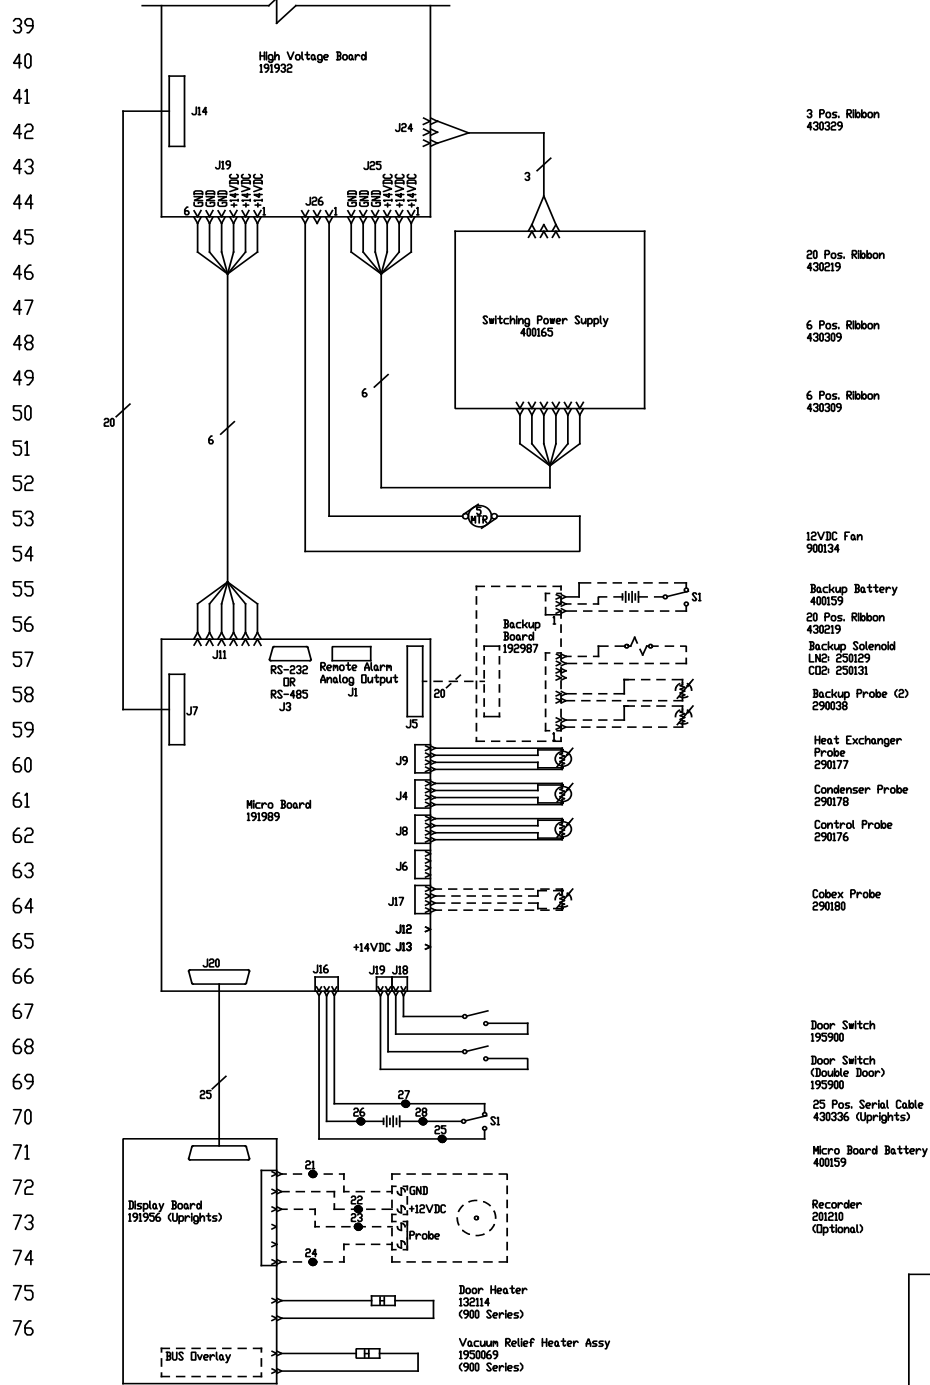 39
40
41
42
43
44
45
46
47
48
49
50
51
52
53
54
55
56
57
58
59
60
61
62
63
64
65
66
67
68
69
70
71
72
73
74
75
76
High Voltage Board
191932
J14
J24
J19
J25
J26
GND
GND
GND
+14VDC
+14VDC
+14VDC
6
1
1
GND
GND
GND
+14VDC
+14VDC
+14VDC
1
3
Switching Power Supply
400165
20
6
6
5
MTR
3 Pos. Ribbon
430329
20 Pos. Ribbon
430219
6 Pos. Ribbon
430309
6 Pos. Ribbon
430309
12VDC Fan
900134
Backup Battery
400159
20 Pos. Ribbon
430219
Backup Solenoid
LN2: 250129
CO2: 250131
Backup Probe (2)
290038
Heat Exchanger
Probe
290177
Condenser Probe
290178
Control Probe
290176
Cobex Probe
290180
Door Switch
195900
Door Switch
(Double Door)
195900
25 Pos. Serial Cable
430336 (Uprights)
Micro Board Battery
400159
Recorder
201210
(Optional)
S1
1
Backup
Board
192987
1
20
J11
RS-232
OR
RS-485
J3
Remote Alarm
Analog Output
J1
J5
J7
J9
J4
J8
J6
J17
J12
+14VDC J13
Micro Board
191989
J20
J16
J19 J18
25
27
26
28
S1
25
Display Board
191956 (Uprights)
21
22
23
24
GND
+12VDC
Probe
BUS Overlay
Door Heater
132114
(900 Series)
Vacuum Relief Heater Assy
1950069
(900 Series)